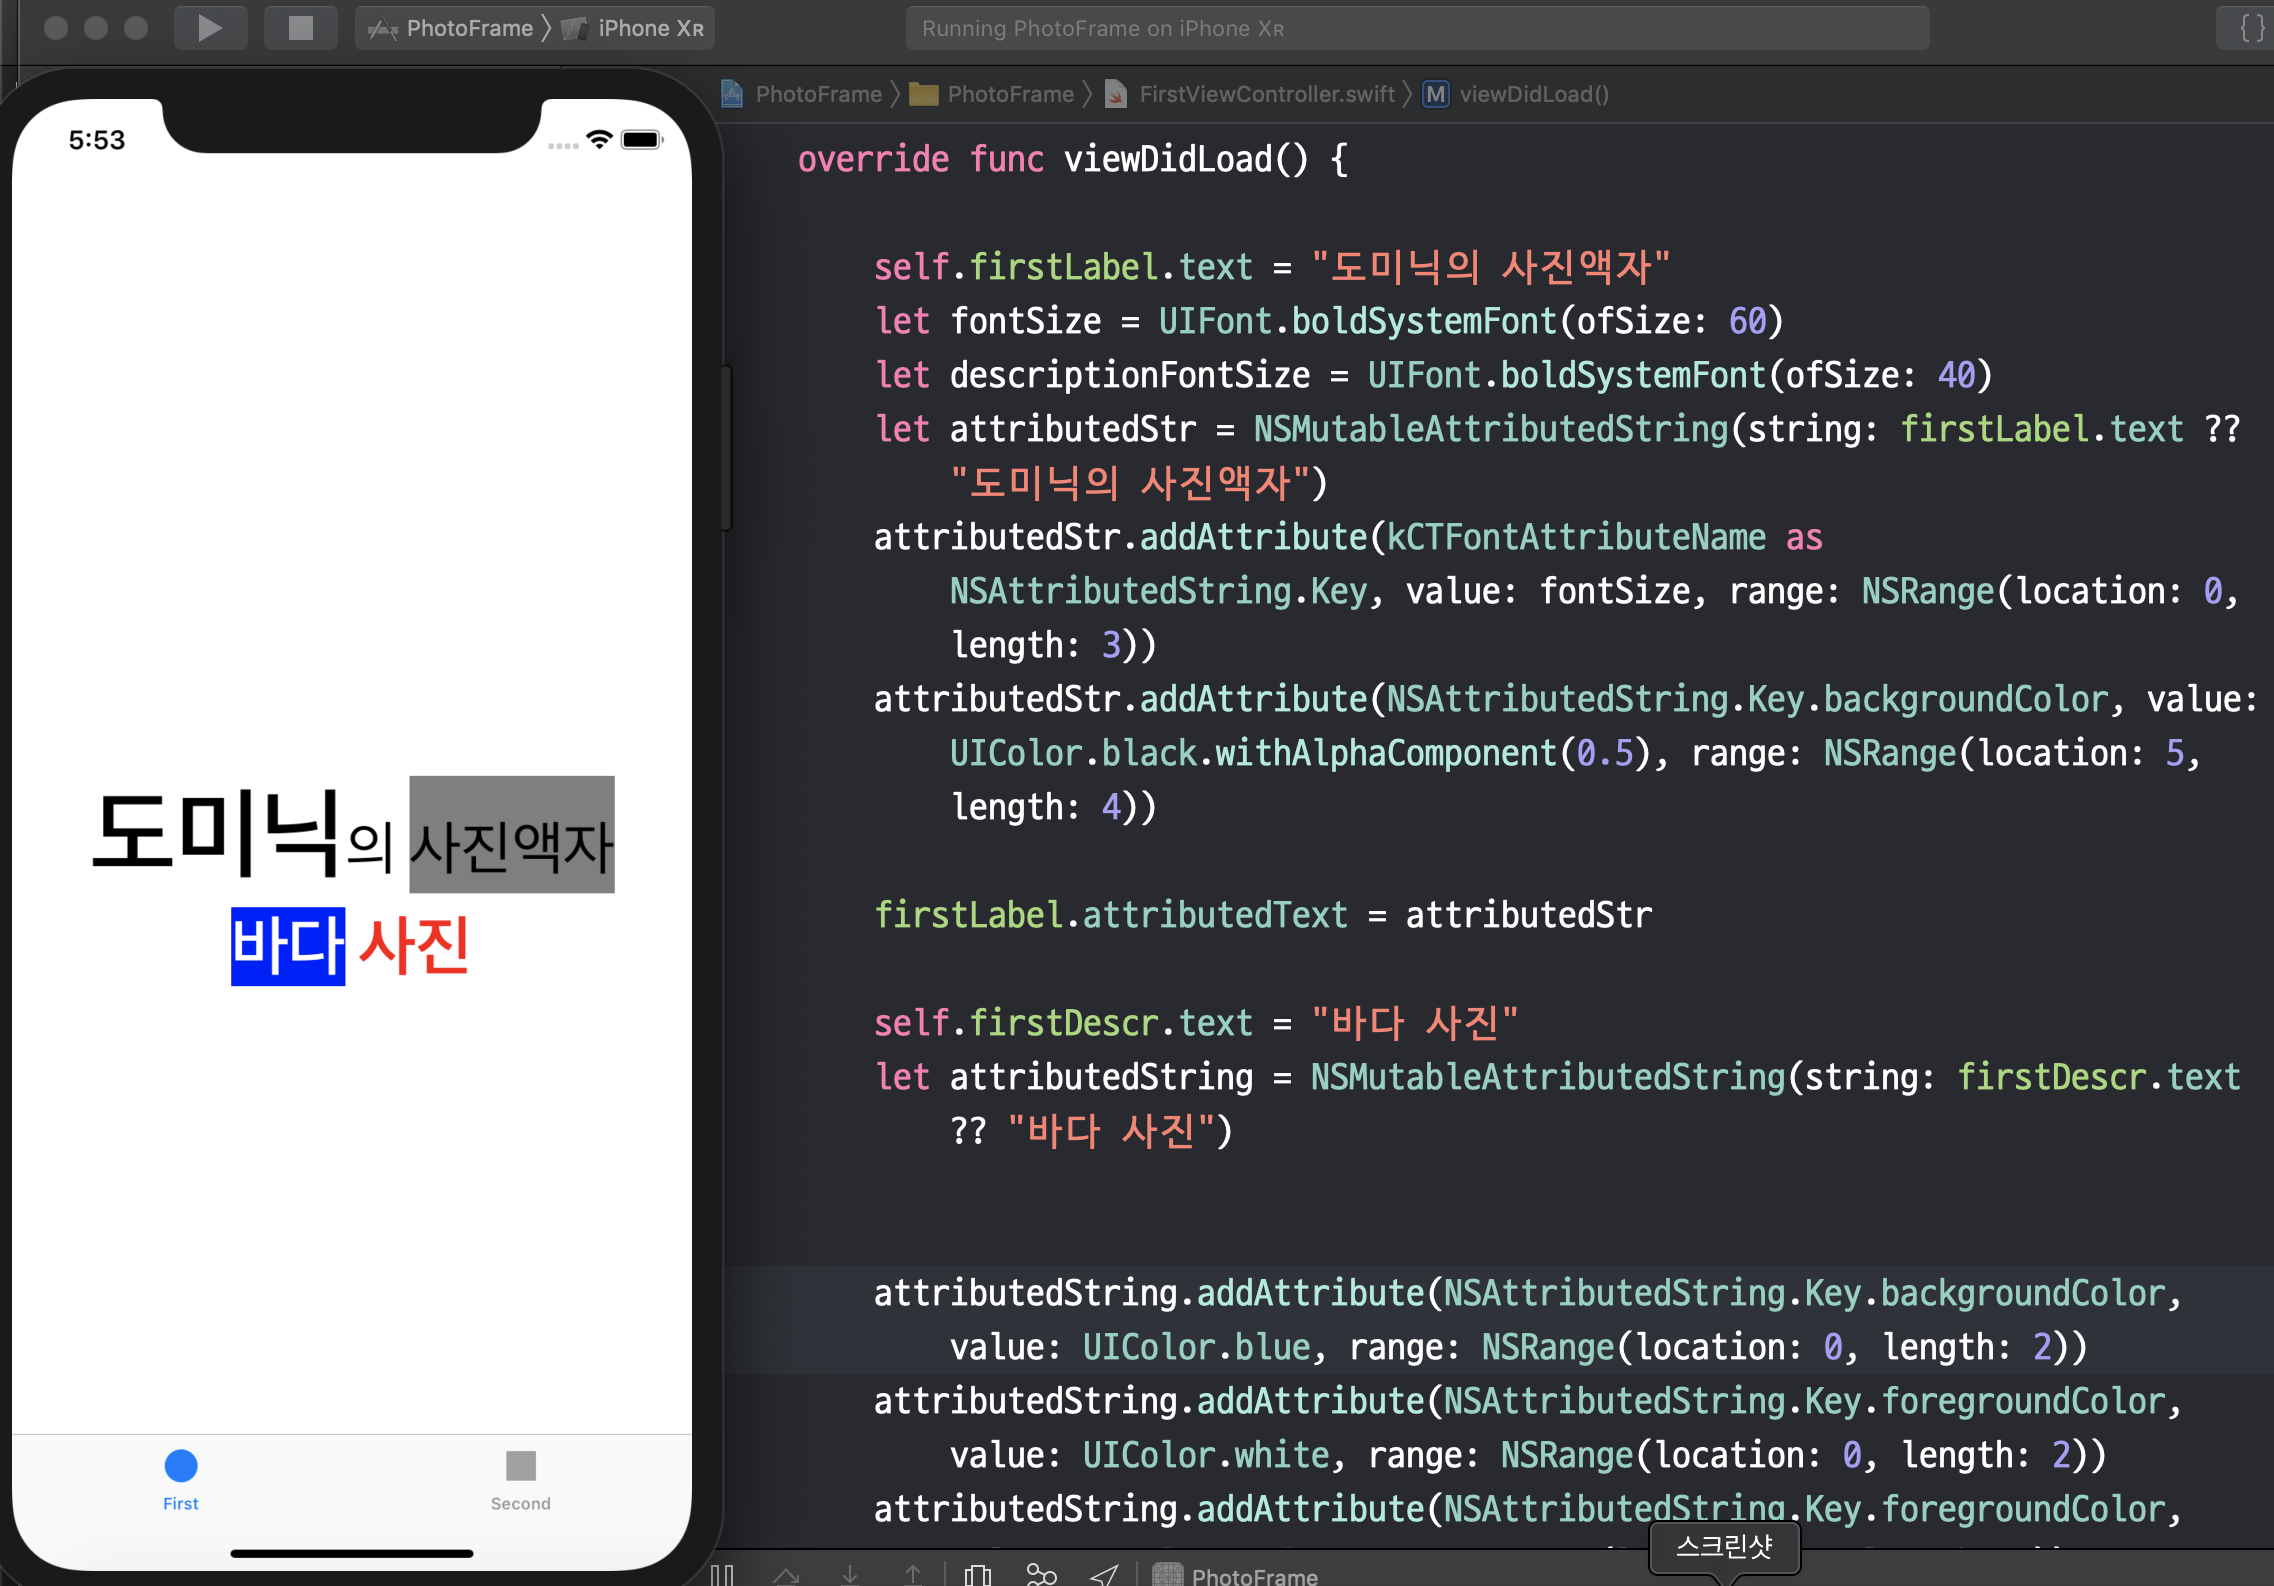 PhotoFrame iPhone XR
Running PhotoFrame on iPhone XR
{}
PhotoFrame PhotoFrame FirstViewController.swift M viewDidLoad()
5:53
도미닉의 사진액자
바다 사진
First
Second
override func viewDidLoad() {
self.firstLabel.text = "도미닉의 사진액자"
let fontSize = UIFont.boldSystemFont(ofSize: 60)
let descriptionFontSize = UIFont.boldSystemFont(ofSize: 40)
let attributedStr = NSMutableAttributedString(string: firstLabel.text ??
"도미닉의 사진액자")
attributedStr.addAttribute(kCTFontAttributeName as
NSAttributedString.Key, value: fontSize, range: NSRange(location: 0,
length: 3))
attributedStr.addAttribute(NSAttributedString.Key.backgroundColor, value:
UIColor.black.withAlphaComponent(0.5), range: NSRange(location: 5,
length: 4))
firstLabel.attributedText = attributedStr
self.firstDescr.text = "바다 사진"
let attributedString = NSMutableAttributedString(string: firstDescr.text
?? "바다 사진")
attributedString.addAttribute(NSAttributedString.Key.backgroundColor,
value: UIColor.blue, range: NSRange(location: 0, length: 2))
attributedString.addAttribute(NSAttributedString.Key.foregroundColor,
value: UIColor.white, range: NSRange(location: 0, length: 2))
attributedString.addAttribute(NSAttributedString.Key.foregroundColor,
스크린샷
PhotoFrame